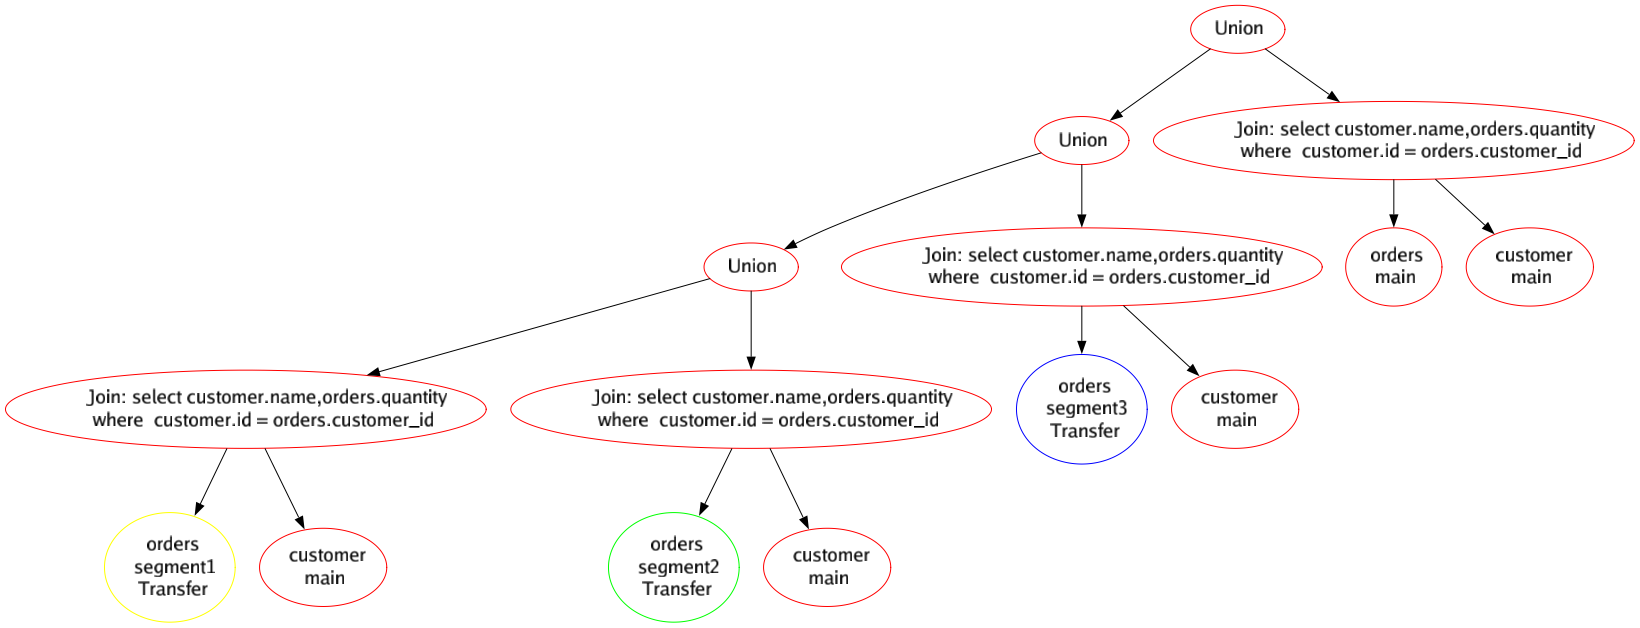 Union
Union
Join: select customer.name,orders.quantity
where  customer.id = orders.customer_id
Union
Join: select customer.name,orders.quantity
where  customer.id = orders.customer_id
orders
main
customer
main
Join: select customer.name,orders.quantity
where  customer.id = orders.customer_id
Join: select customer.name,orders.quantity
where  customer.id = orders.customer_id
orders
segment3
Transfer
customer
main
orders
segment1
Transfer
customer
main
orders
segment2
Transfer
customer
main